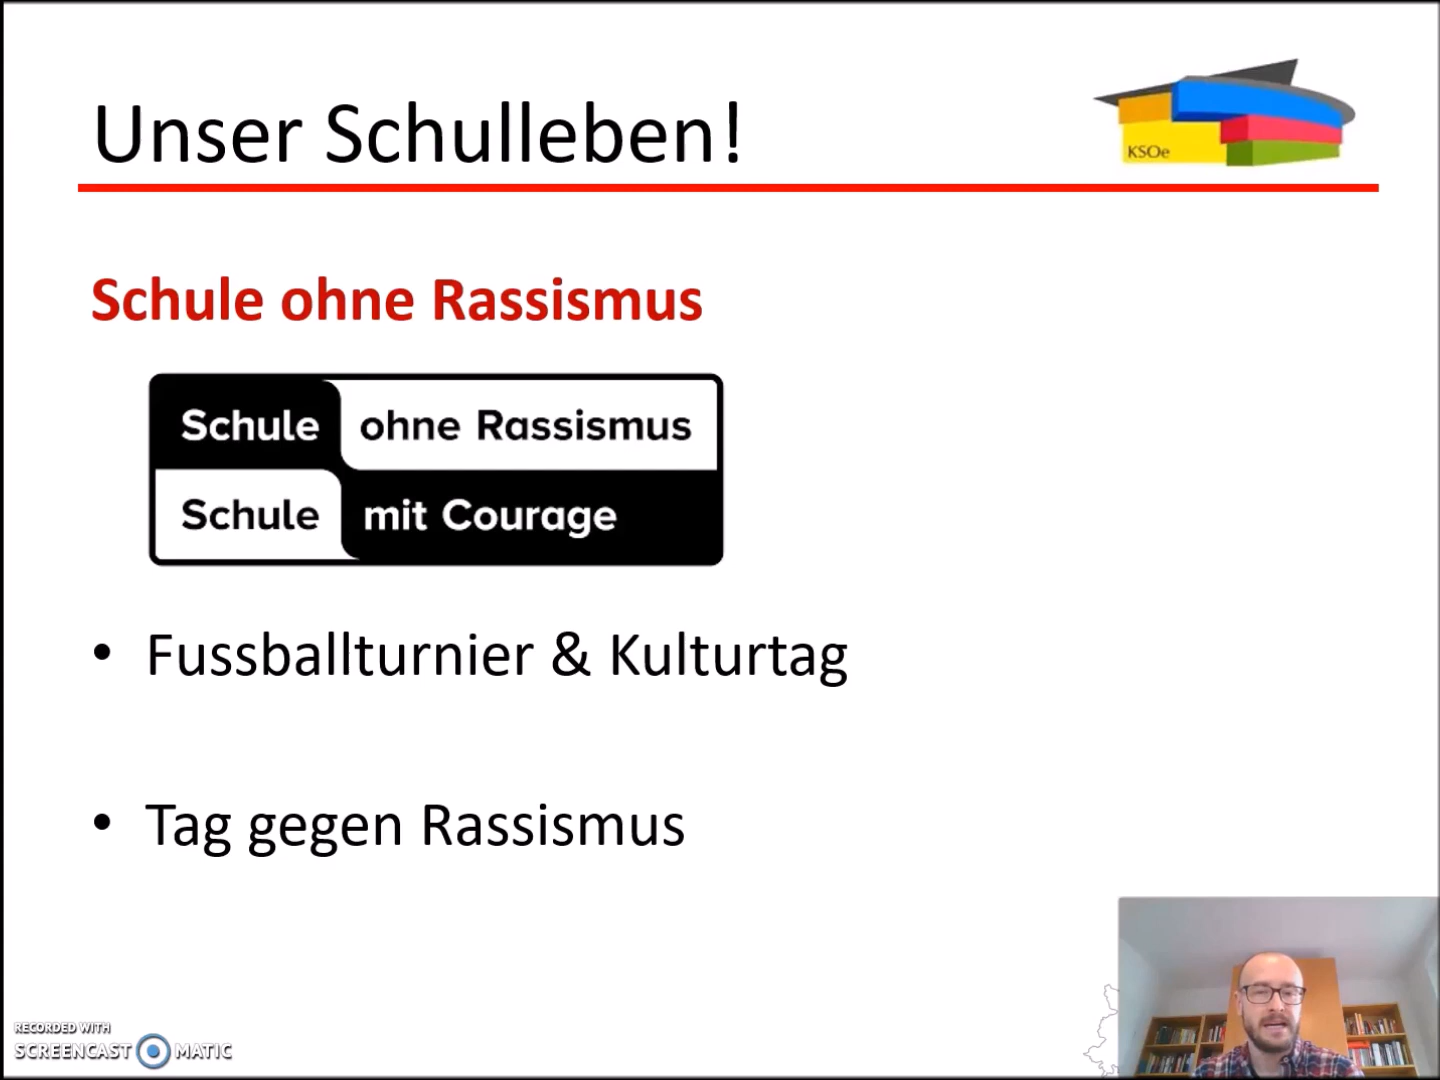 Unser Schulleben!
KSOe
Schule ohne Rassismus
Schule ohne Rassismus
Schule mit Courage
• Fussballturnier & Kulturtag
• Tag gegen Rassismus
RECORDED WITH
SCREENCAST MATIC